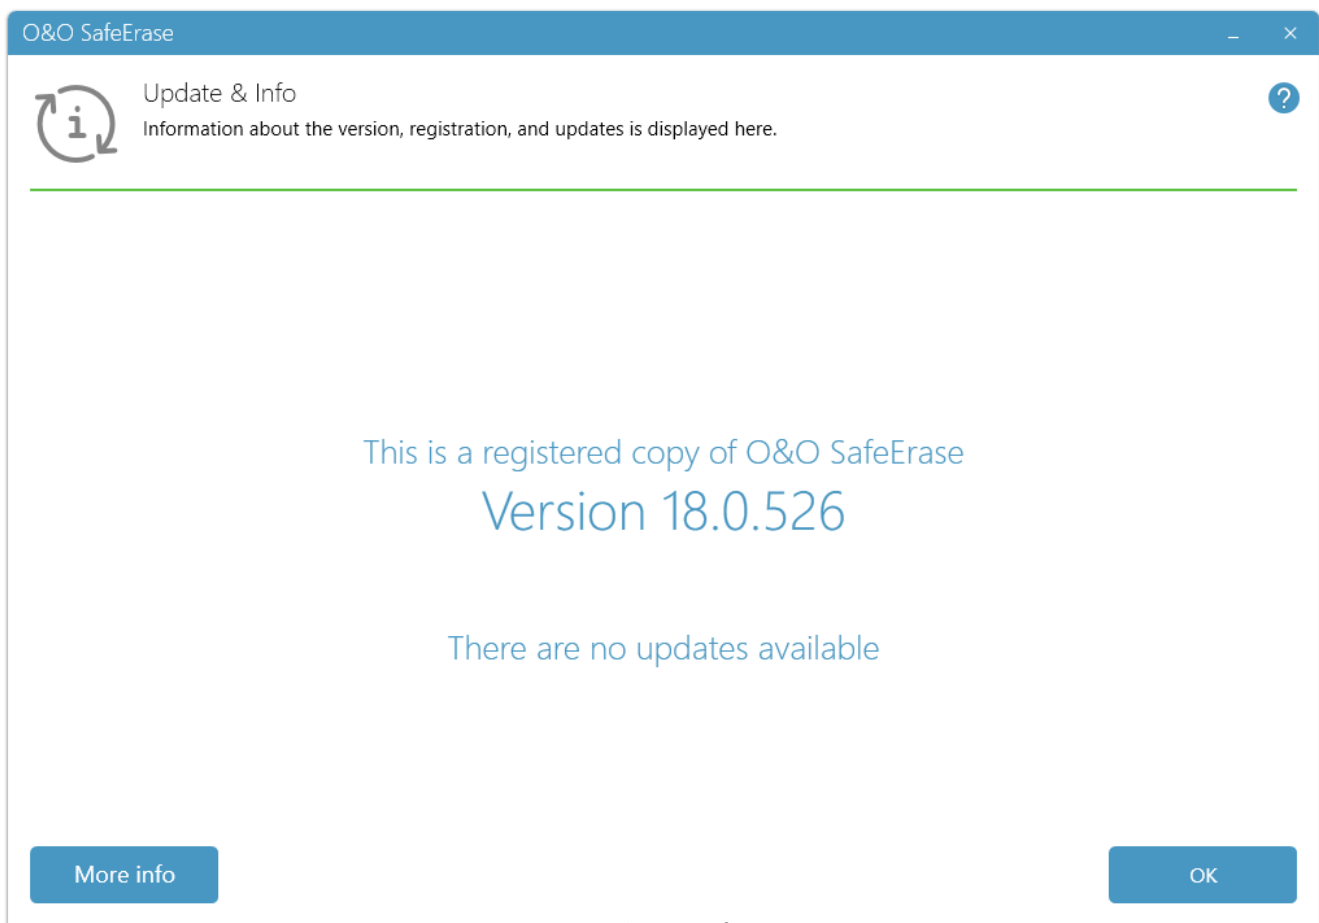 O&O SafeErase
Update & Info
Information about the version, registration, and updates is displayed here.
This is a registered copy of O&O SafeErase
Version 18.0.526
There are no updates available
More info
OK